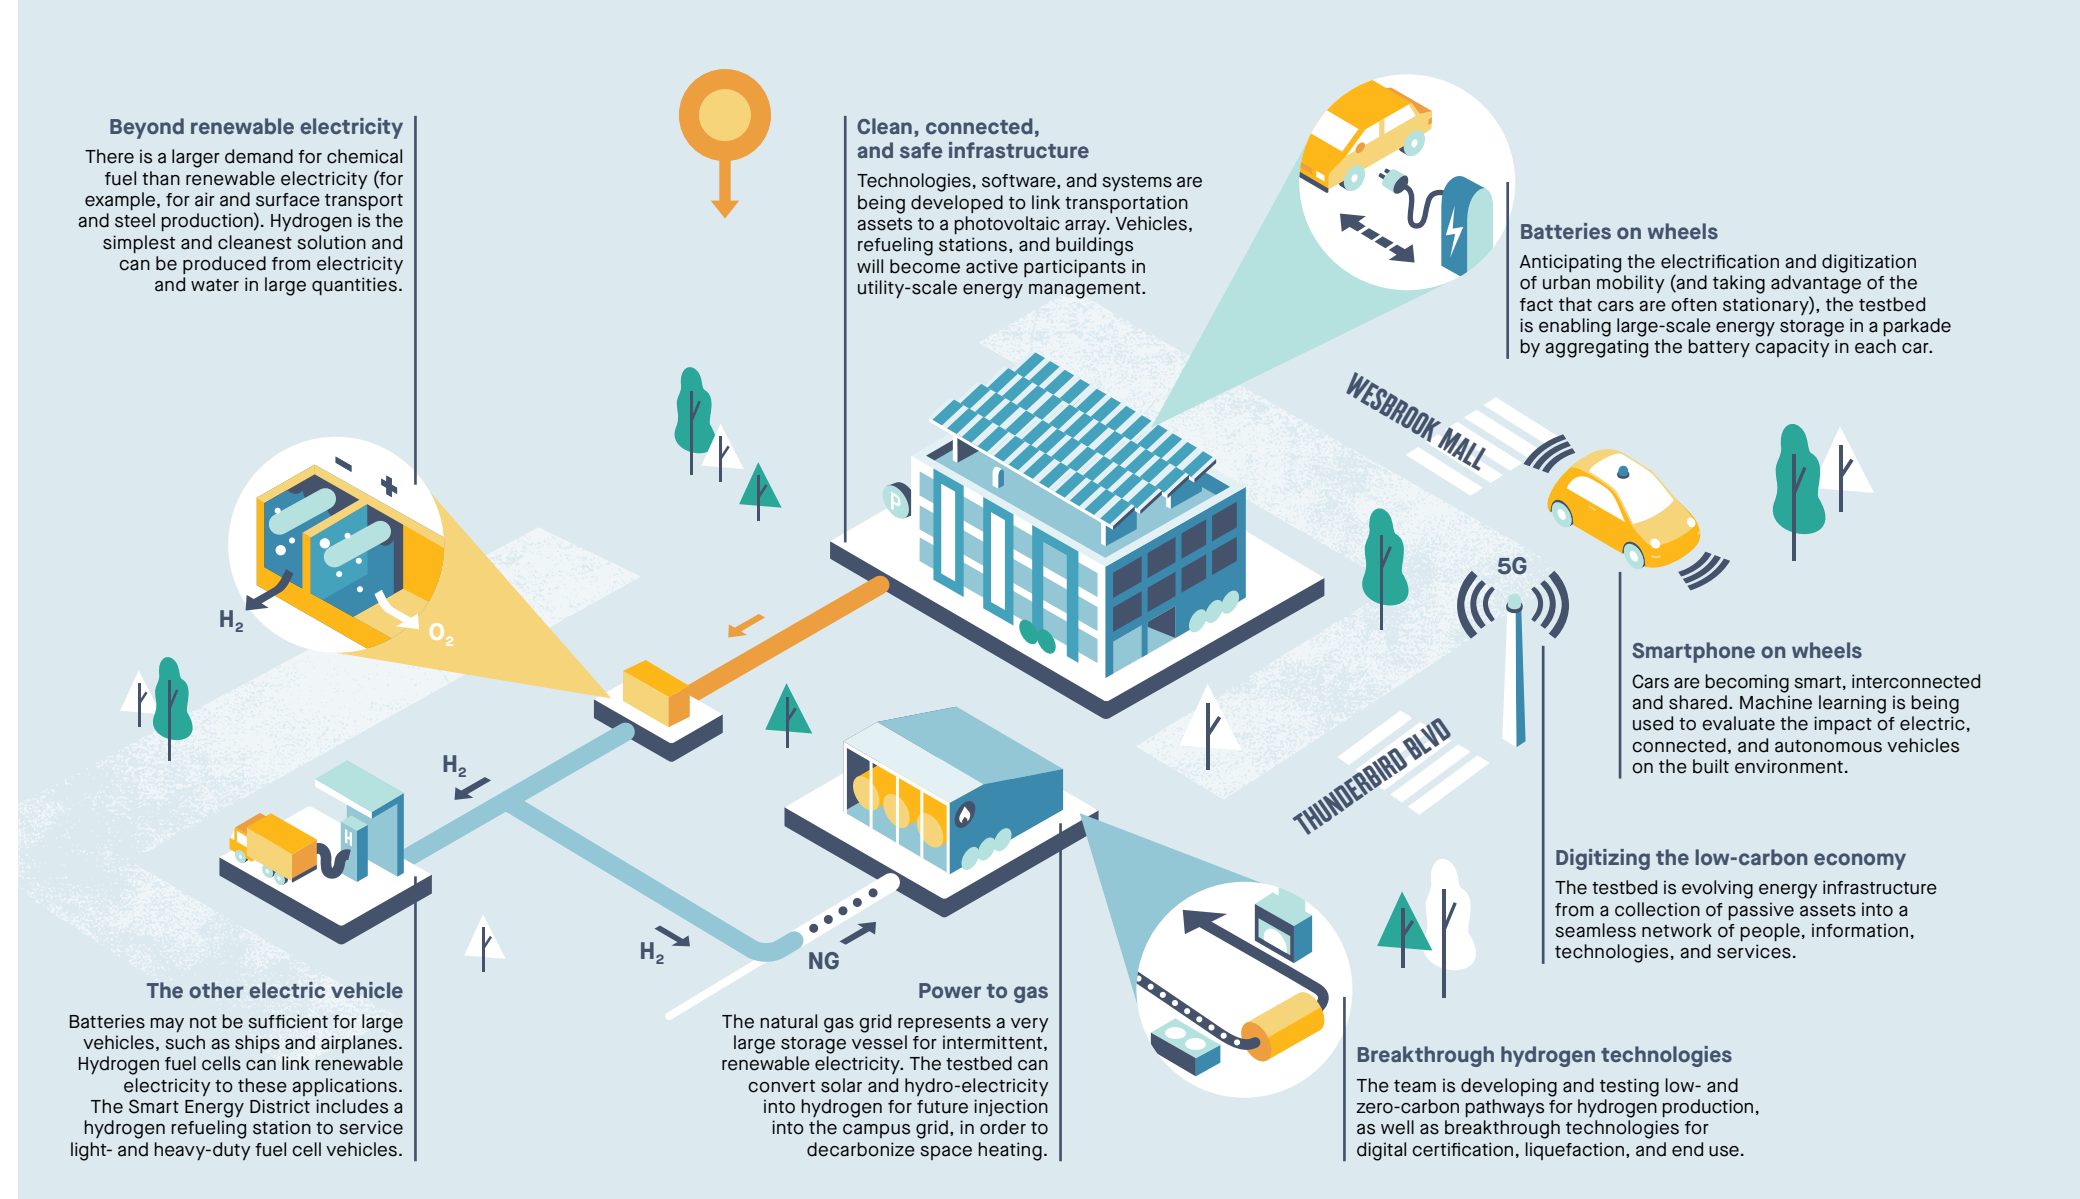 Beyond renewable electricity
There is a larger demand for chemical
fuel than renewable electricity (for
example, for air and surface transport
and steel production). Hydrogen is the
simplest and cleanest solution and
can be produced from electricity
and water in large quantities.
Clean, connected,
and safe infrastructure
Technologies, software, and systems are
being developed to link transportation
assets to a photovoltaic array. Vehicles,
refueling stations, and buildings
will become active participants in
utility-scale energy management.
Batteries on wheels
Anticipating the electrification and digitization
of urban mobility (and taking advantage of the
fact that cars are often stationary), the testbed
is enabling large-scale energy storage in a parkade
by aggregating the battery capacity in each car.
WESBROOK MALL
P
- +
H₂
O₂
5G
Smartphone on wheels
Cars are becoming smart, interconnected
and shared. Machine learning is being
used to evaluate the impact of electric,
connected, and autonomous vehicles
on the built environment.
THUNDERBIRD BLVD
H₂
H
Digitizing the low-carbon economy
The testbed is evolving energy infrastructure
from a collection of passive assets into a
seamless network of people, information,
technologies, and services.
H₂
NG
The other electric vehicle
Batteries may not be sufficient for large
vehicles, such as ships and airplanes.
Hydrogen fuel cells can link renewable
electricity to these applications.
The Smart Energy District includes a
hydrogen refueling station to service
light- and heavy-duty fuel cell vehicles.
Power to gas
The natural gas grid represents a very
large storage vessel for intermittent,
renewable electricity. The testbed can
convert solar and hydro-electricity
into hydrogen for future injection
into the campus grid, in order to
decarbonize space heating.
Breakthrough hydrogen technologies
The team is developing and testing low- and
zero-carbon pathways for hydrogen production,
as well as breakthrough technologies for
digital certification, liquefaction, and end use.